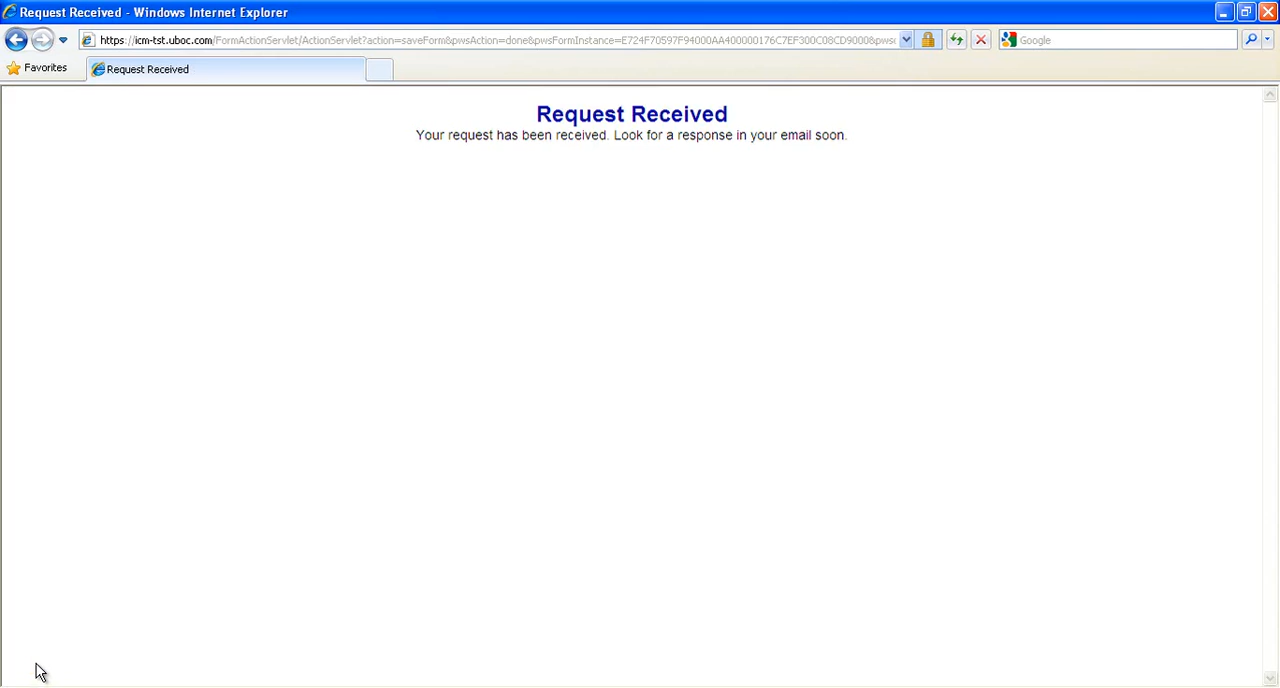 Request Received - Windows Internet Explorer
https://icm-tst.uboc.com/FormActionServlet/ActionServlet?action=saveForm&pwsAction=done&pwsFormInstance=E724F70597F94000AA400000176C7EF300C08CD9000&pws
Google
Favorites
Request Received
Request Received
Your request has been received. Look for a response in your email soon.